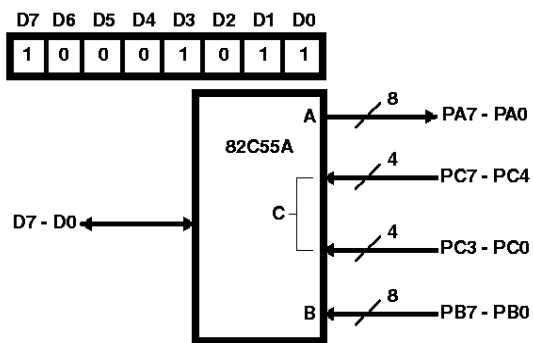 D7 D6 D5 D4 D3 D2 D1 D0
1 0 0 0 1 0 1 1
A 8 PA7 - PA0
82C55A
4 PC7 - PC4
C
D7 - D0
4 PC3 - PC0
B 8 PB7 - PB0